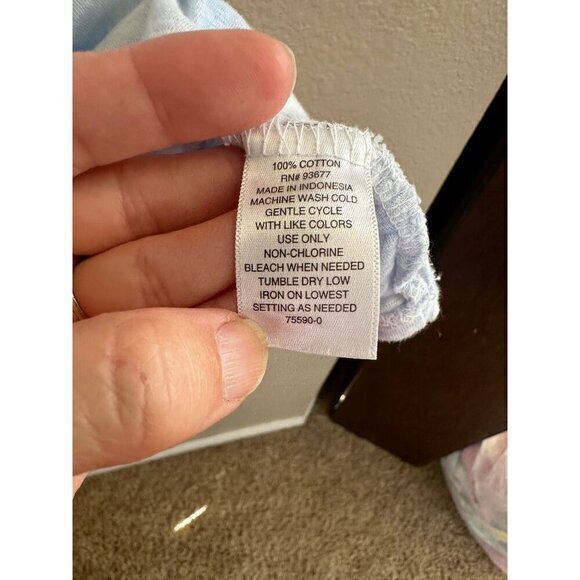 100% COTTON
RN# 93677
MADE IN INDONESIA
MACHINE WASH COLD
GENTLE CYCLE
WITH LIKE COLORS
USE ONLY
NON-CHLORINE
BLEACH WHEN NEEDED
TUMBLE DRY LOW
IRON ON LOWEST
SETTING AS NEEDED
75590-0